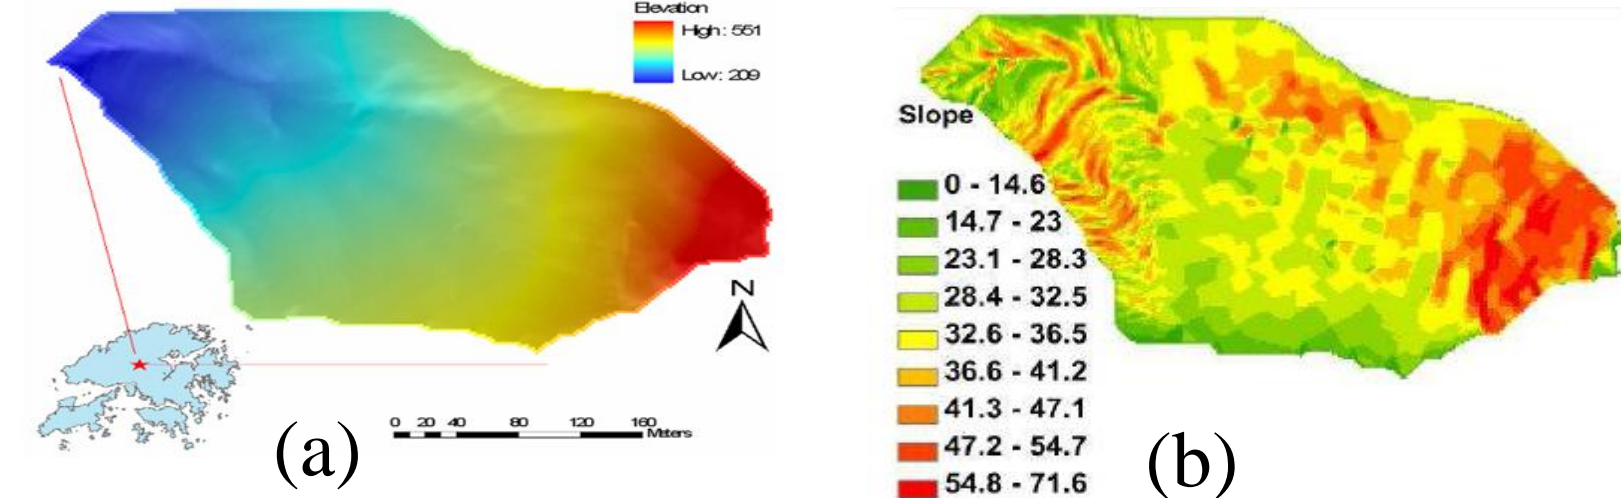 Elevation
High : 551
Low : 209
N
0 20 40 80 120 160
Meters
(a)
Slope
0 - 14.6
14.7 - 23
23.1 - 28.3
28.4 - 32.5
32.6 - 36.5
36.6 - 41.2
41.3 - 47.1
47.2 - 54.7
54.8 - 71.6
(b)